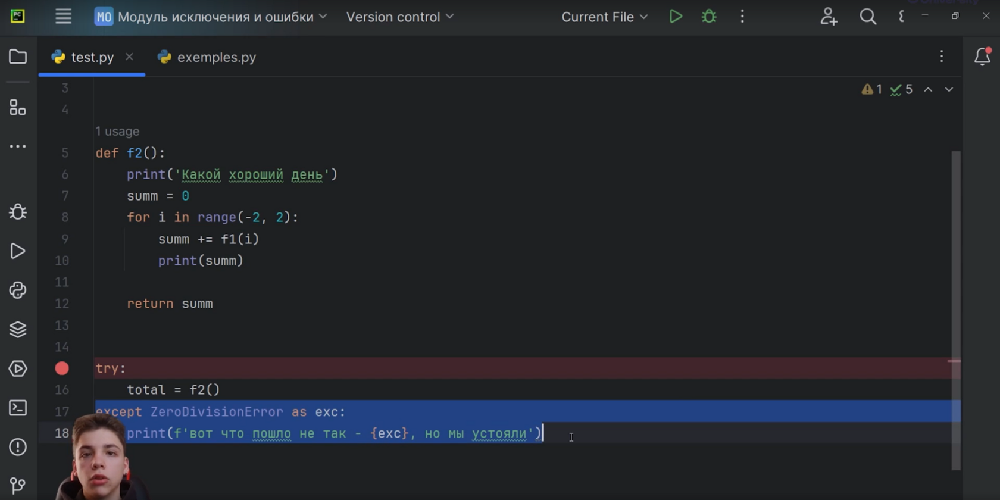 PC
MO Модуль исключения и ошибки Version control Current File
test.py exemples.py
3
1 5
4
1 usage
5 def f2():
6 print('Какой хороший день')
7 summ = 0
8 for i in range(-2, 2):
9 summ += f1(i)
10 print(summ)
11
12 return summ
13
14
try:
16 total = f2()
17 except ZeroDivisionError as exc:
18 print(f'вот что пошло не так - {exc}, но мы устояли')